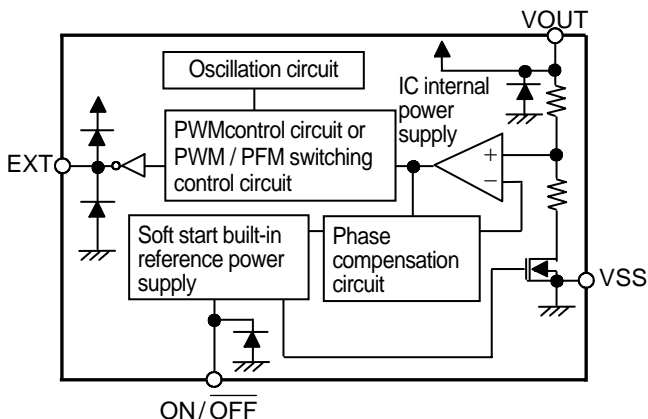 VOUT
Oscillation circuit
IC internal
power
supply
PWMcontrol circuit or
PWM / PFM switching
control circuit
EXT
+
−
Soft start built-in
reference power
supply
Phase
compensation
circuit
VSS
ON/OFF